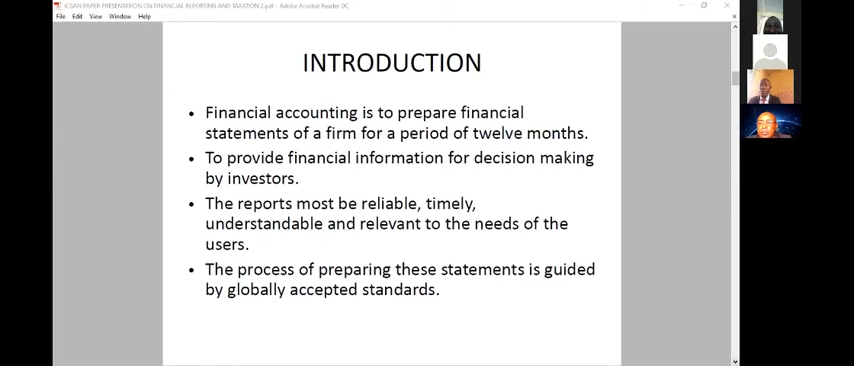 ICSAN PAPER PRESENTATION ON FINANCIAL REPORTING AND TAXATION 2.pdf - Adobe Acrobat Reader DC
File Edit View Window Help
INTRODUCTION
• Financial accounting is to prepare financial
statements of a firm for a period of twelve months.
• To provide financial information for decision making
by investors.
• The reports most be reliable, timely,
understandable and relevant to the needs of the
users.
• The process of preparing these statements is guided
by globally accepted standards.